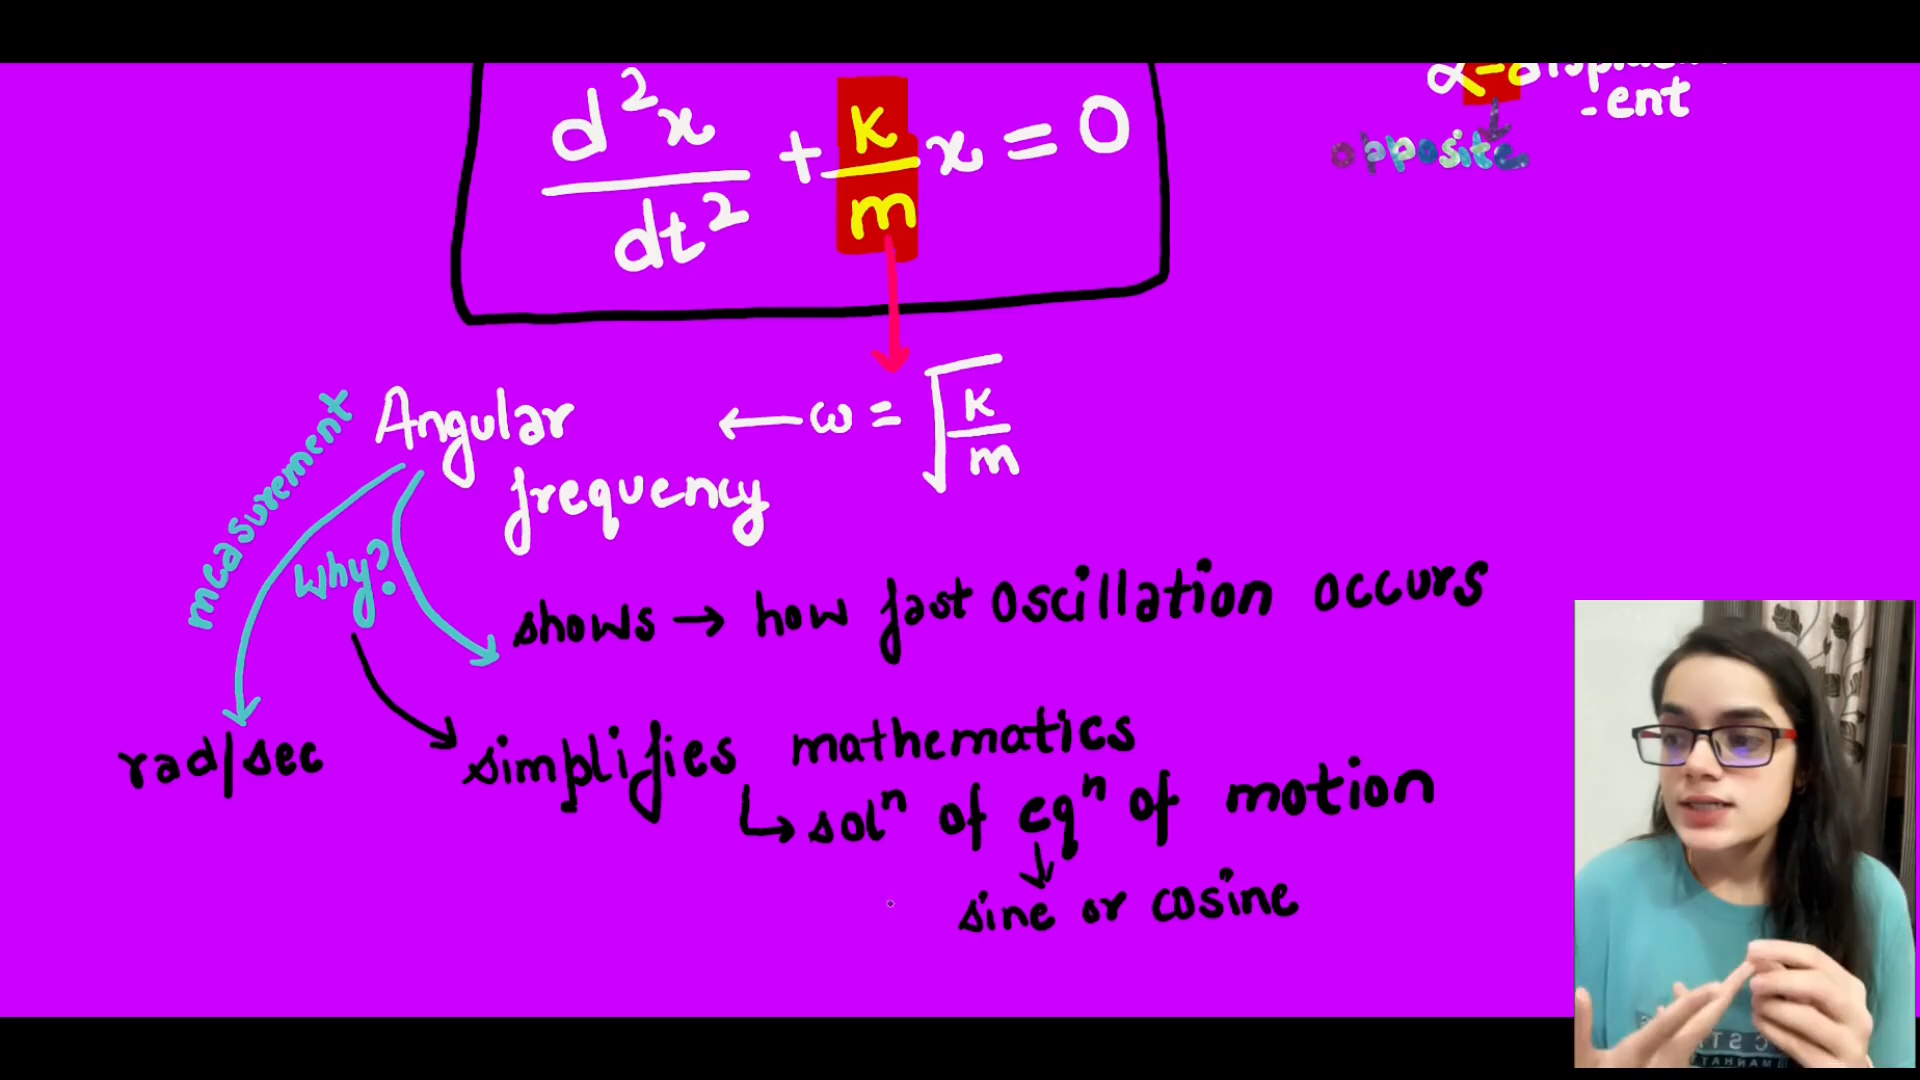 d²x/dt² + k/m x = 0
α - displacem
-ent
opposite
Angular ← ω = √k/m
frequency
measurement
Why?
shows → how fast oscillation occurs
rad/sec
simplifies mathematics
↳ solⁿ of eqⁿ of motion
sine or cosine